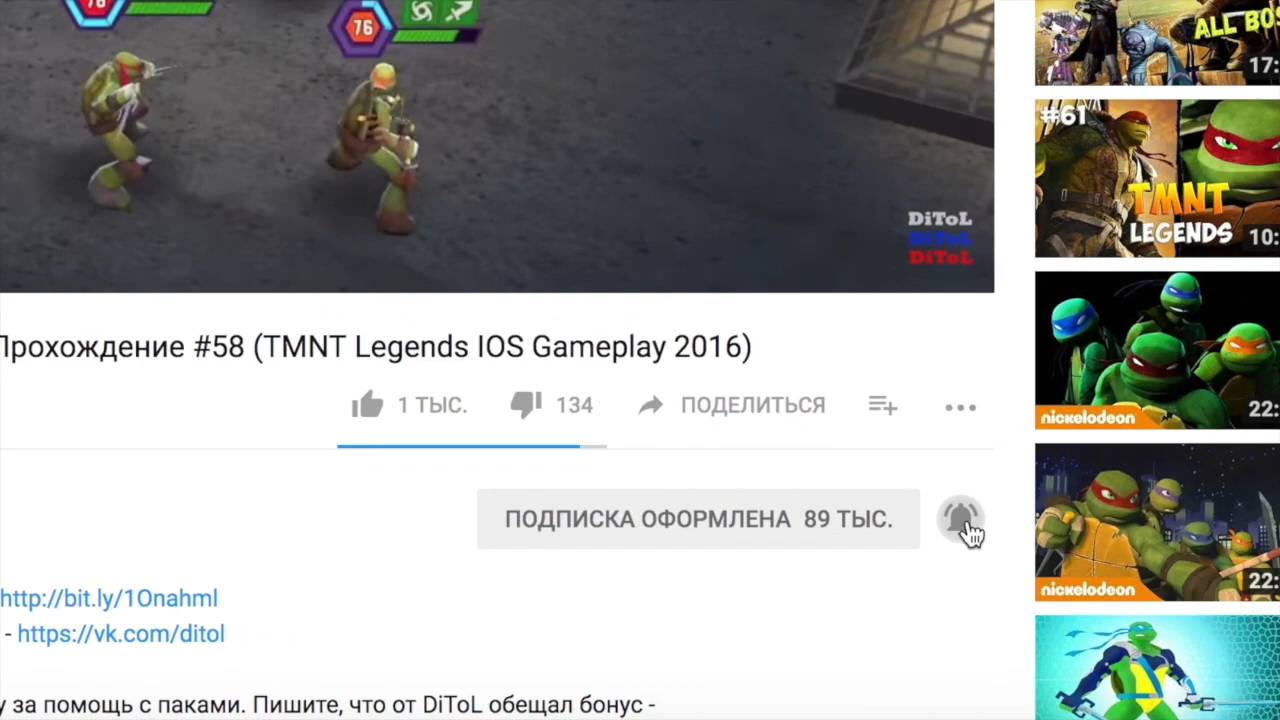 76
76
DiToL
DiToL
DiToL
Прохождение #58 (TMNT Legends IOS Gameplay 2016)
1 ТЫС.
134
ПОДЕЛИТЬСЯ
ПОДПИСКА ОФОРМЛЕНА 89 ТЫС.
http://bit.ly/1Onahml
- https://vk.com/ditol
у за помощь с паками. Пишите, что от DiToL обещал бонус -
ALL BOS
17:
#61
TMNT
LEGENDS
10:
nickelodeon
22:
nickelodeon
22: